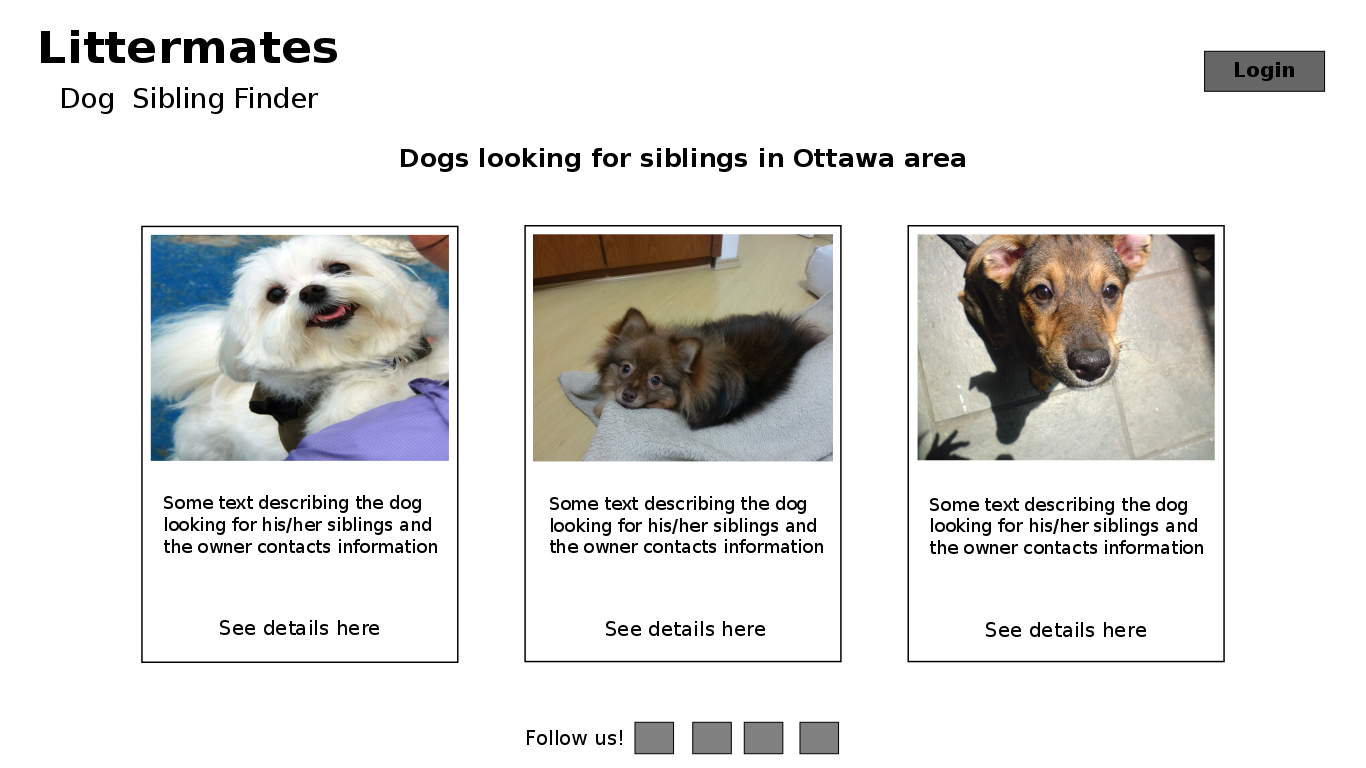 Littermates
Dog Sibling Finder
Login
Dogs looking for siblings in Ottawa area
Some text describing the dog
looking for his/her siblings and
the owner contacts information
See details here
Some text describing the dog
looking for his/her siblings and
the owner contacts information
See details here
Some text describing the dog
looking for his/her siblings and
the owner contacts information
See details here
Follow us!